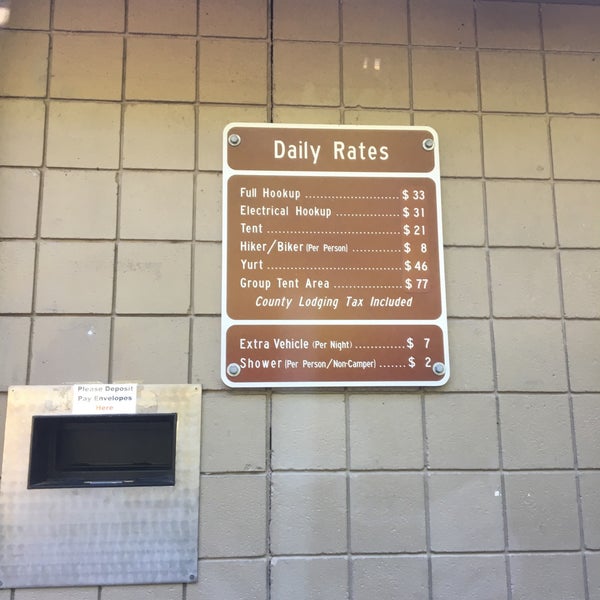 Daily Rates
Full Hookup ........................ $ 33
Electrical Hookup ................ $ 31
Tent .................................. $ 21
Hiker/Biker (Per Person) ............. $ 8
Yurt .................................. $ 46
Group Tent Area .................. $ 77
County Lodging Tax Included
Extra Vehicle (Per Night) ............. $ 7
Shower (Per Person/Non-Camper) ....... $ 2
Please Deposit
Pay Envelopes
Here